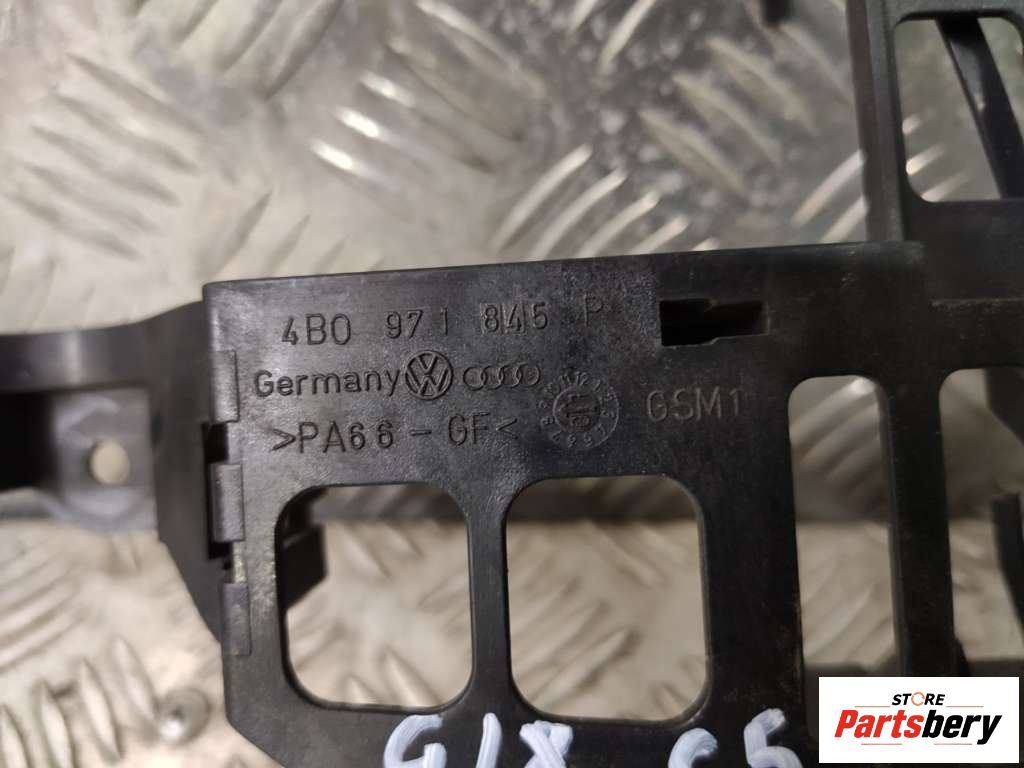 4B0 971 845 P
Germany
>PA66-GF<
GSM1
STORE
Partsbery